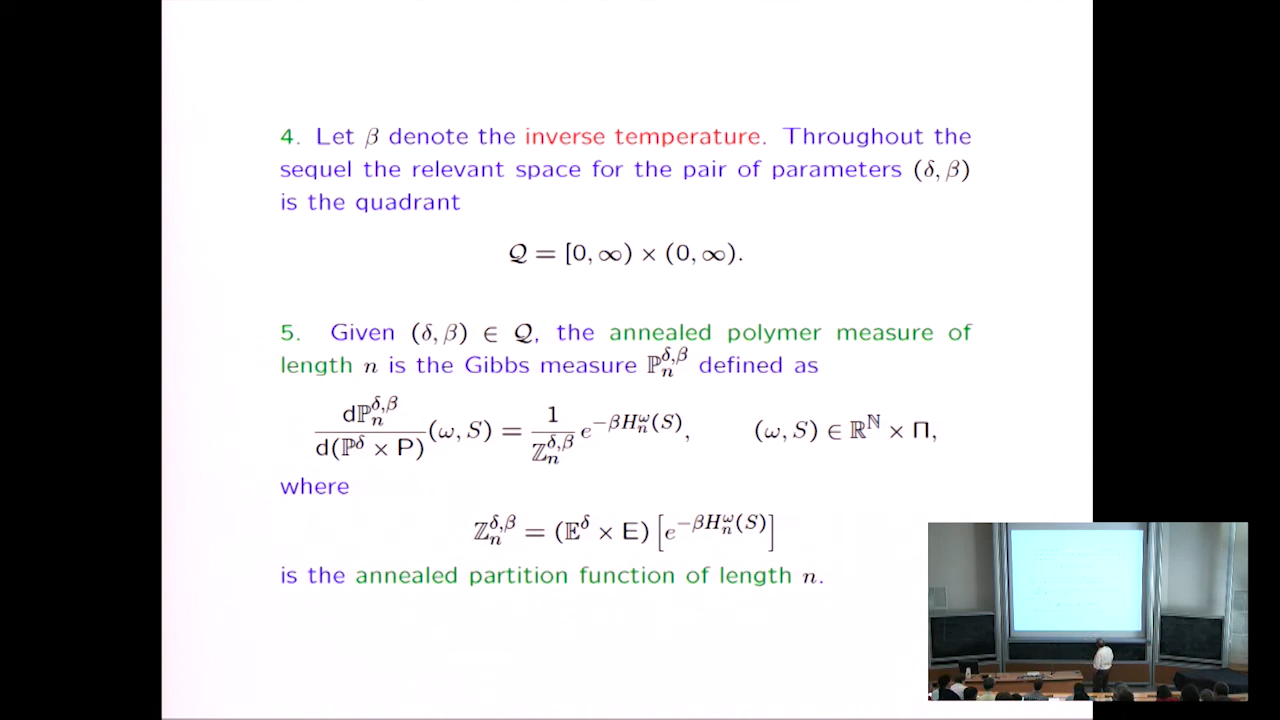 4. Let β denote the inverse temperature. Throughout the
sequel the relevant space for the pair of parameters (δ, β)
is the quadrant
𝒬 = [0, ∞) × (0, ∞).
5. Given (δ, β) ∈ 𝒬, the annealed polymer measure of
length n is the Gibbs measure ℙ_n^{δ,β} defined as
dℙ_n^{δ,β} / d(ℙ^δ × P) (ω, S) = 1 / ℤ_n^{δ,β} e^{−βH_n^ω(S)}, (ω, S) ∈ ℝ^ℕ × Π,
where
ℤ_n^{δ,β} = (𝔼^δ × E) [e^{−βH_n^ω(S)}]
is the annealed partition function of length n.